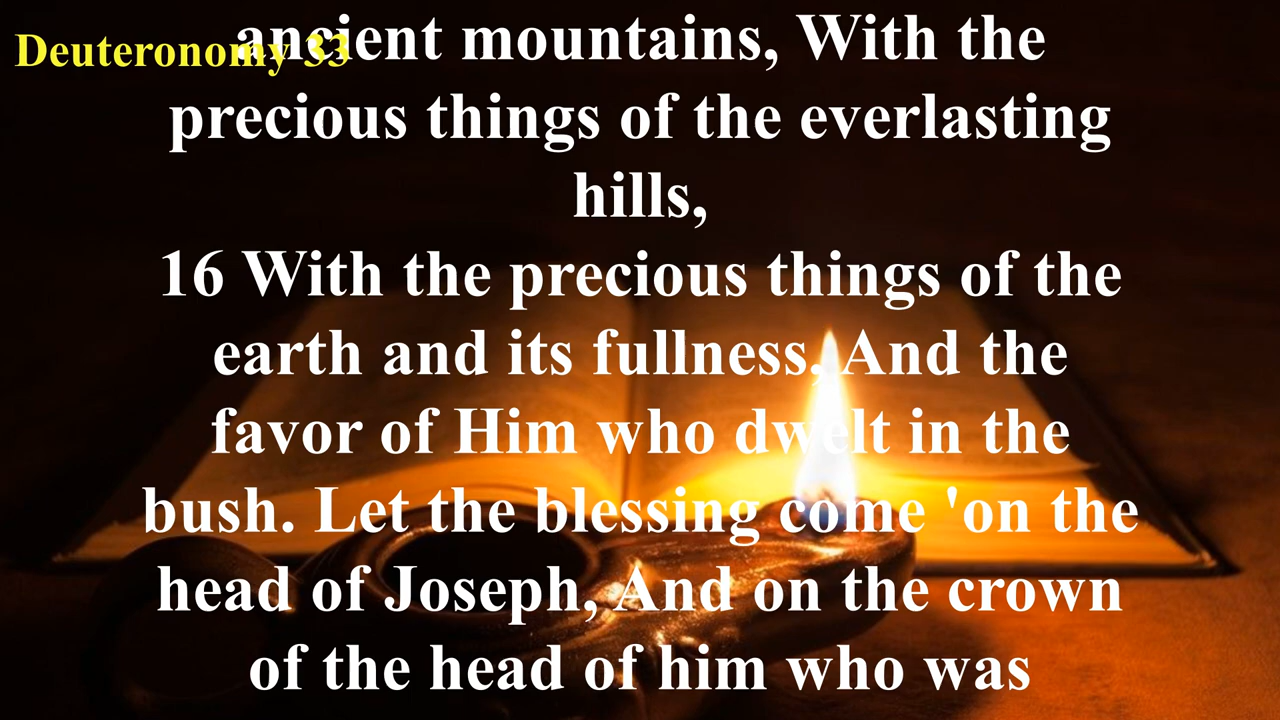 Deuteronomy 33
ancient mountains, With the
precious things of the everlasting
hills,
16 With the precious things of the
earth and its fullness, And the
favor of Him who dwelt in the
bush. Let the blessing come 'on the
head of Joseph, And on the crown
of the head of him who was